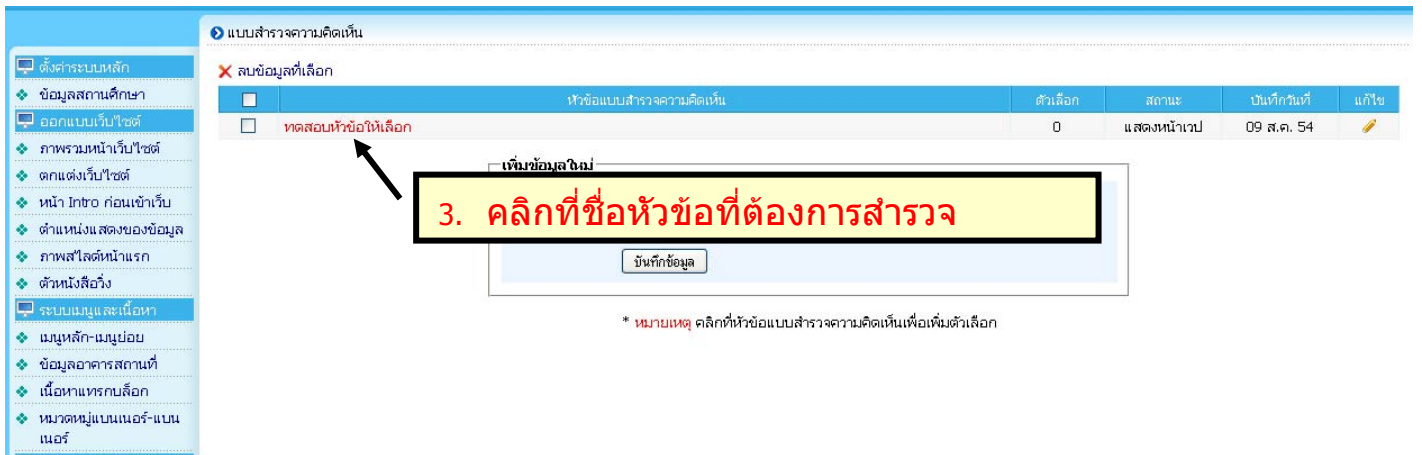 แบบสำรวจความคิดเห็น
ตั้งค่าระบบหลัก
ข้อมูลสถานศึกษา
ออกแบบเว็บไซต์
ภาพรวมหน้าเว็บไซต์
ตกแต่งเว็บไซต์
หน้า Intro ก่อนเข้าเว็บ
ตำแหน่งแสดงของข้อมูล
ภาพสไลด์หน้าแรก
ตัวหนังสือวิ่ง
ระบบเมนูและเนื้อหา
เมนูหลัก-เมนูย่อย
ข้อมูลอาคารสถานที่
เนื้อหาแทรกบล็อก
หมวดหมู่แบนเนอร์-แบน
เนอร์
ลบข้อมูลที่เลือก
หัวข้อแบบสำรวจความคิดเห็น ตัวเลือก สถานะ บันทึกวันที่ แก้ไข
ทดสอบหัวข้อให้เลือก 0 แสดงหน้าเวป 09 ส.ค. 54
เพิ่มข้อมูลใหม่
3. คลิกที่ชื่อหัวข้อที่ต้องการสำรวจ
บันทึกข้อมูล
* หมายเหตุ คลิกที่หัวข้อแบบสำรวจความคิดเห็นเพื่อเพิ่มตัวเลือก